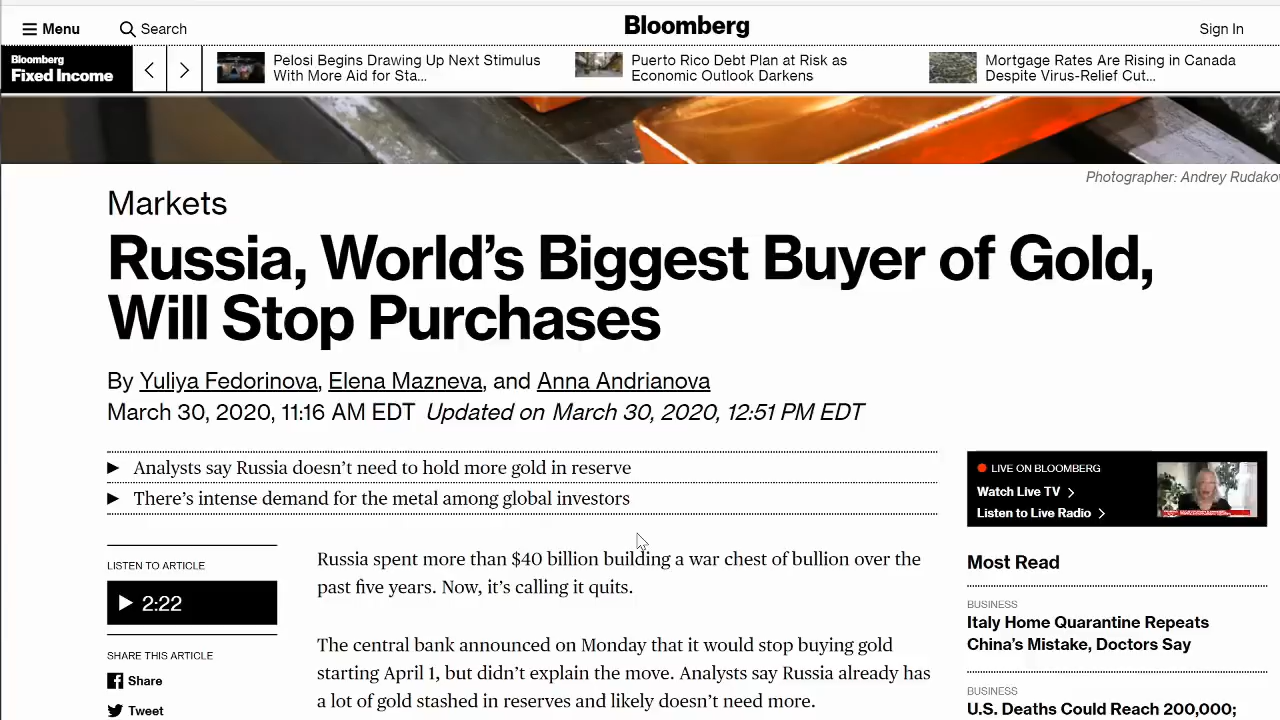 Menu
Search
Bloomberg
Sign In
Bloomberg
Fixed Income
Pelosi Begins Drawing Up Next Stimulus
With More Aid for Sta...
Puerto Rico Debt Plan at Risk as
Economic Outlook Darkens
Mortgage Rates Are Rising in Canada
Despite Virus-Relief Cut...
Photographer: Andrey Rudakov
Markets
Russia, World's Biggest Buyer of Gold,
Will Stop Purchases
By Yuliya Fedorinova, Elena Mazneva, and Anna Andrianova
March 30, 2020, 11:16 AM EDT Updated on March 30, 2020, 12:51 PM EDT
Analysts say Russia doesn't need to hold more gold in reserve
There's intense demand for the metal among global investors
LISTEN TO ARTICLE
2:22
SHARE THIS ARTICLE
Share
Tweet
Russia spent more than $40 billion building a war chest of bullion over the
past five years. Now, it's calling it quits.
The central bank announced on Monday that it would stop buying gold
starting April 1, but didn't explain the move. Analysts say Russia already has
a lot of gold stashed in reserves and likely doesn't need more.
LIVE ON BLOOMBERG
Watch Live TV
Listen to Live Radio
Most Read
BUSINESS
Italy Home Quarantine Repeats
China's Mistake, Doctors Say
BUSINESS
U.S. Deaths Could Reach 200,000;